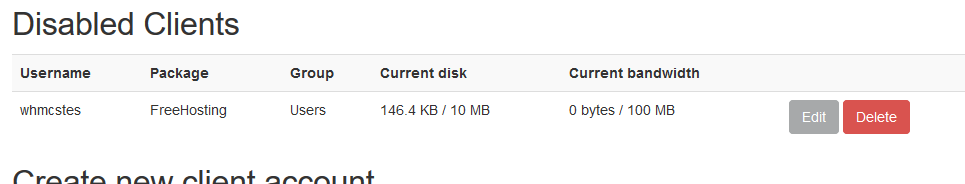 Disabled Clients
Username Package Group Current disk Current bandwidth
whmcstes FreeHosting Users 146.4 KB / 10 MB 0 bytes / 100 MB Edit Delete
Create new client account